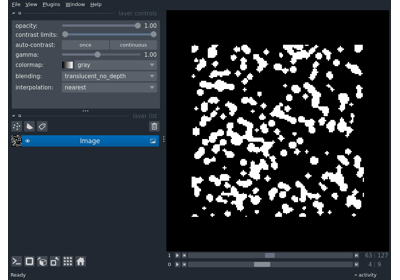 File View Plugins Window Help
layer controls
opacity: 1.00
contrast limits:
auto-contrast: once continuous
gamma: 1.00
colormap: gray
blending: translucent_no_depth
interpolation: nearest
layer list
Image
1 63 127
0 4 9
Ready activity